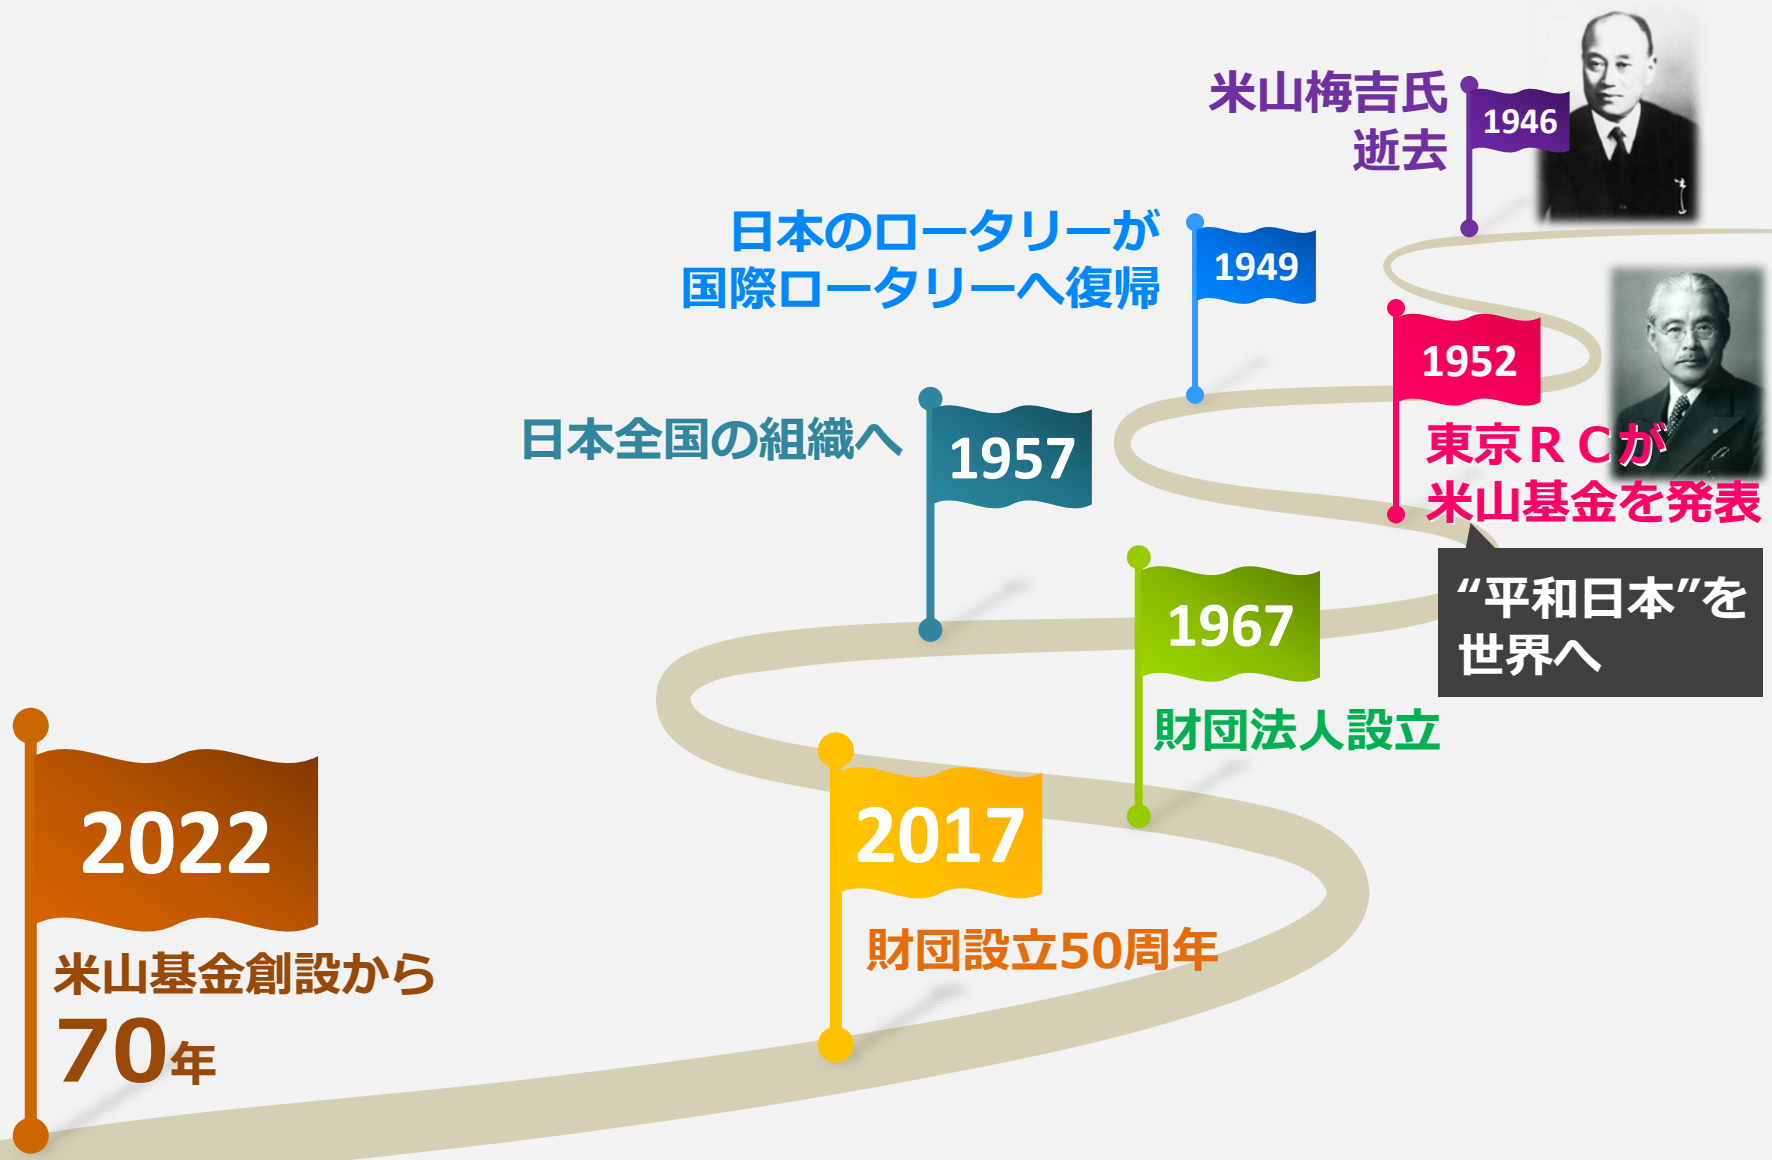 米山梅吉氏
逝去
1946
日本のロータリーが
国際ロータリーへ復帰
1949
1952
東京ＲＣが
米山基金を発表
“平和日本”を
世界へ
日本全国の組織へ
1957
1967
財団法人設立
2017
財団設立50周年
2022
米山基金創設から
70年